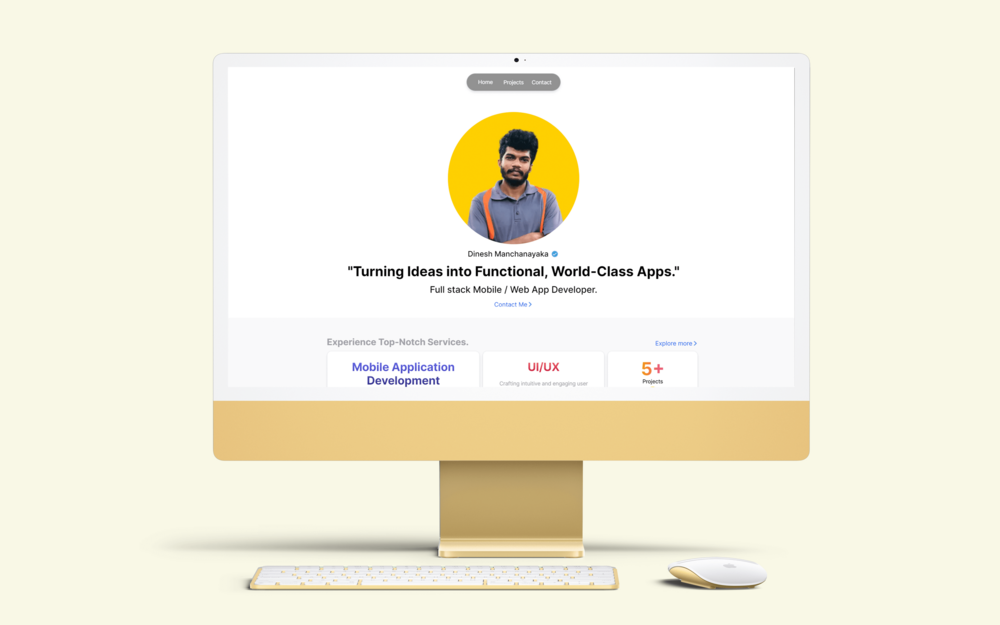 Home Projects Contact
Dinesh Manchanayaka
"Turning Ideas into Functional, World-Class Apps."
Full stack Mobile / Web App Developer.
Contact Me >
Experience Top-Notch Services.
Explore more >
Mobile Application
Development
UI/UX
Crafting intuitive and engaging user
5+
Projects